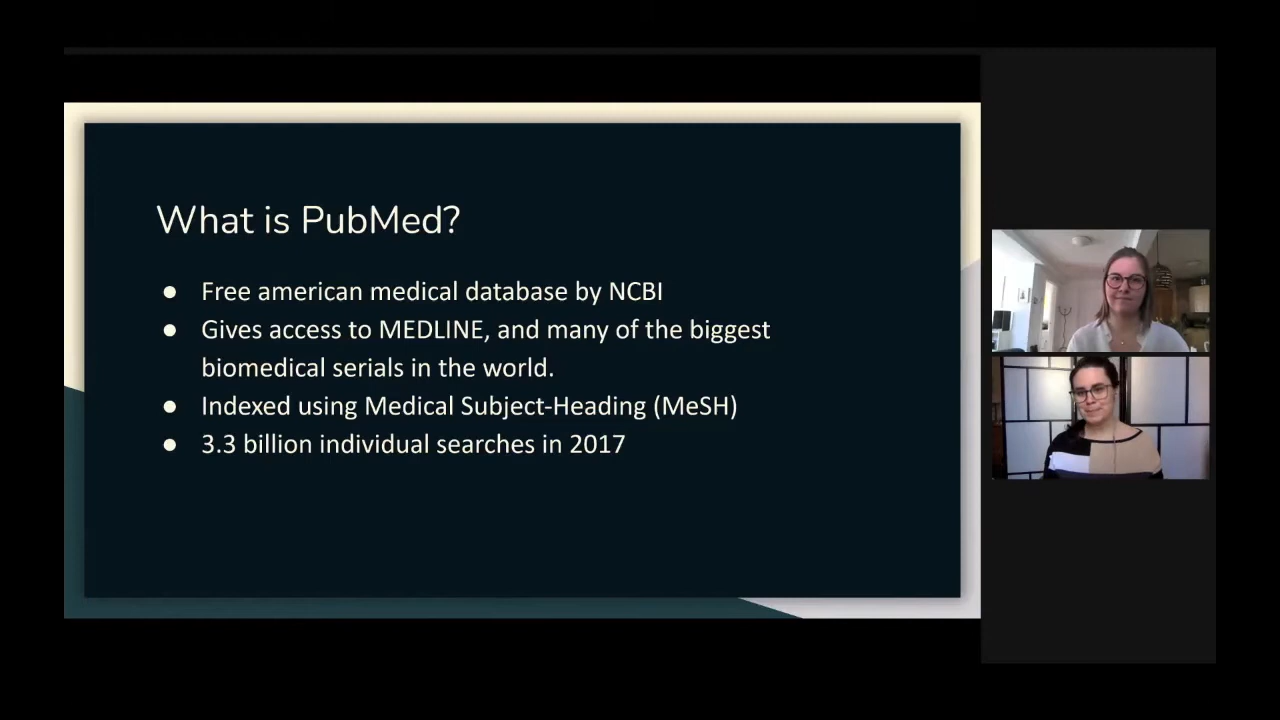 What is PubMed?
● Free american medical database by NCBI
● Gives access to MEDLINE, and many of the biggest
biomedical serials in the world.
● Indexed using Medical Subject-Heading (MeSH)
● 3.3 billion individual searches in 2017